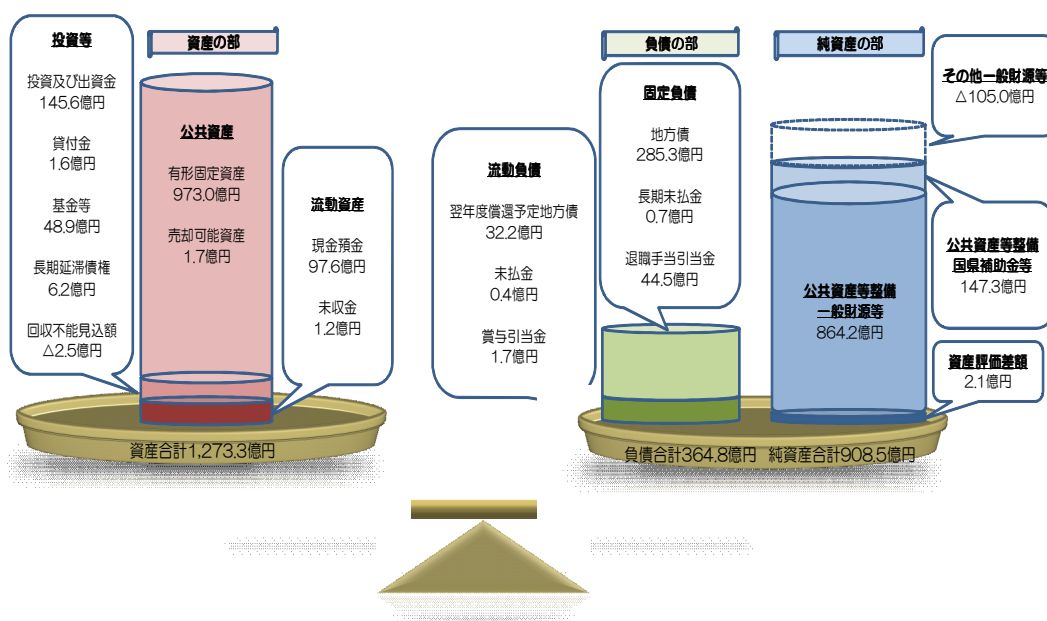 資産の部
投資等
投資及び出資金
145.6億円
貸付金
1.6億円
基金等
48.9億円
長期延滞債権
6.2億円
回収不能見込額
△2.5億円
公共資産
有形固定資産
973.0億円
売却可能資産
1.7億円
流動資産
現金預金
97.6億円
未収金
1.2億円
資産合計1,273.3億円
負債の部
流動負債
翌年度償還予定地方債
32.2億円
未払金
0.4億円
賞与引当金
1.7億円
固定負債
地方債
285.3億円
長期未払金
0.7億円
退職手当引当金
44.5億円
負債合計364.8億円
純資産の部
その他一般財源等
△105.0億円
公共資産等整備
国県補助金等
147.3億円
公共資産等整備
一般財源等
864.2億円
資産評価差額
2.1億円
純資産合計908.5億円